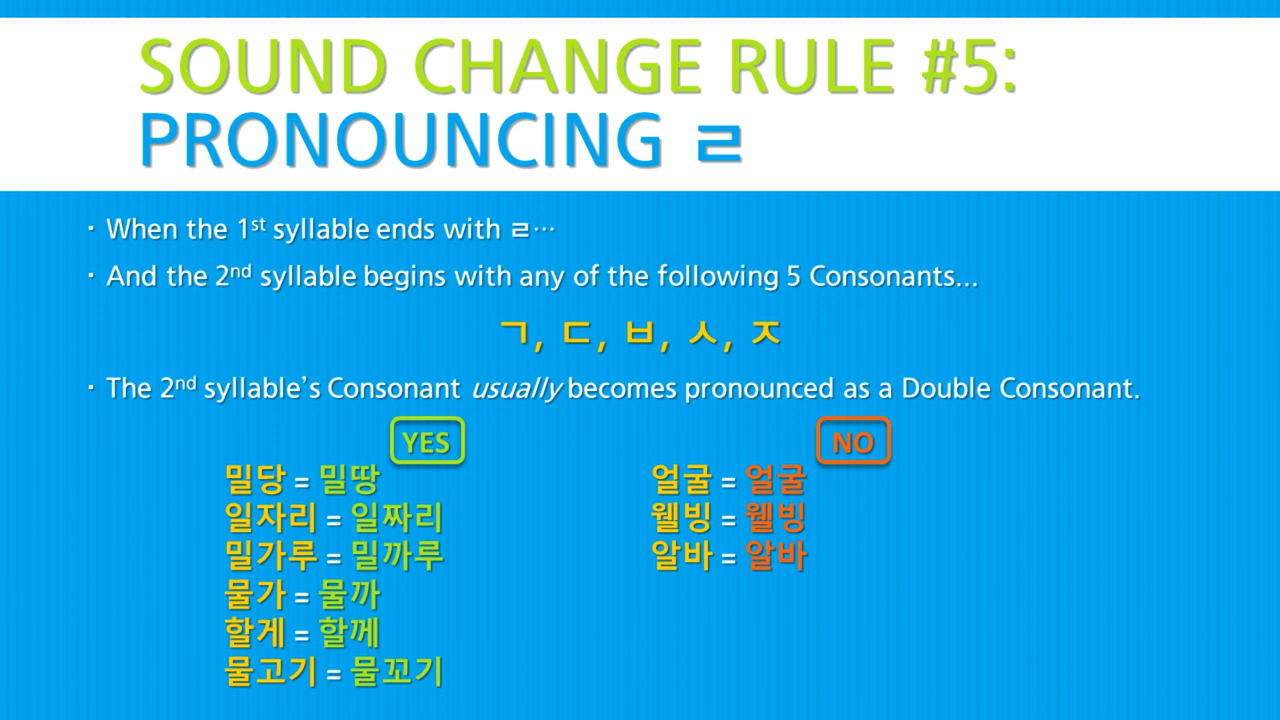 SOUND CHANGE RULE #5:
PRONOUNCING ㄹ
· When the 1st syllable ends with ㄹ…
· And the 2nd syllable begins with any of the following 5 Consonants...
ㄱ, ㄷ, ㅂ, ㅅ, ㅈ
· The 2nd syllable's Consonant usually becomes pronounced as a Double Consonant.
YES
밀당 = 밀땅
일자리 = 일짜리
밀가루 = 밀까루
물가 = 물까
할게 = 할께
물고기 = 물꼬기
NO
얼굴 = 얼굴
웰빙 = 웰빙
알바 = 알바